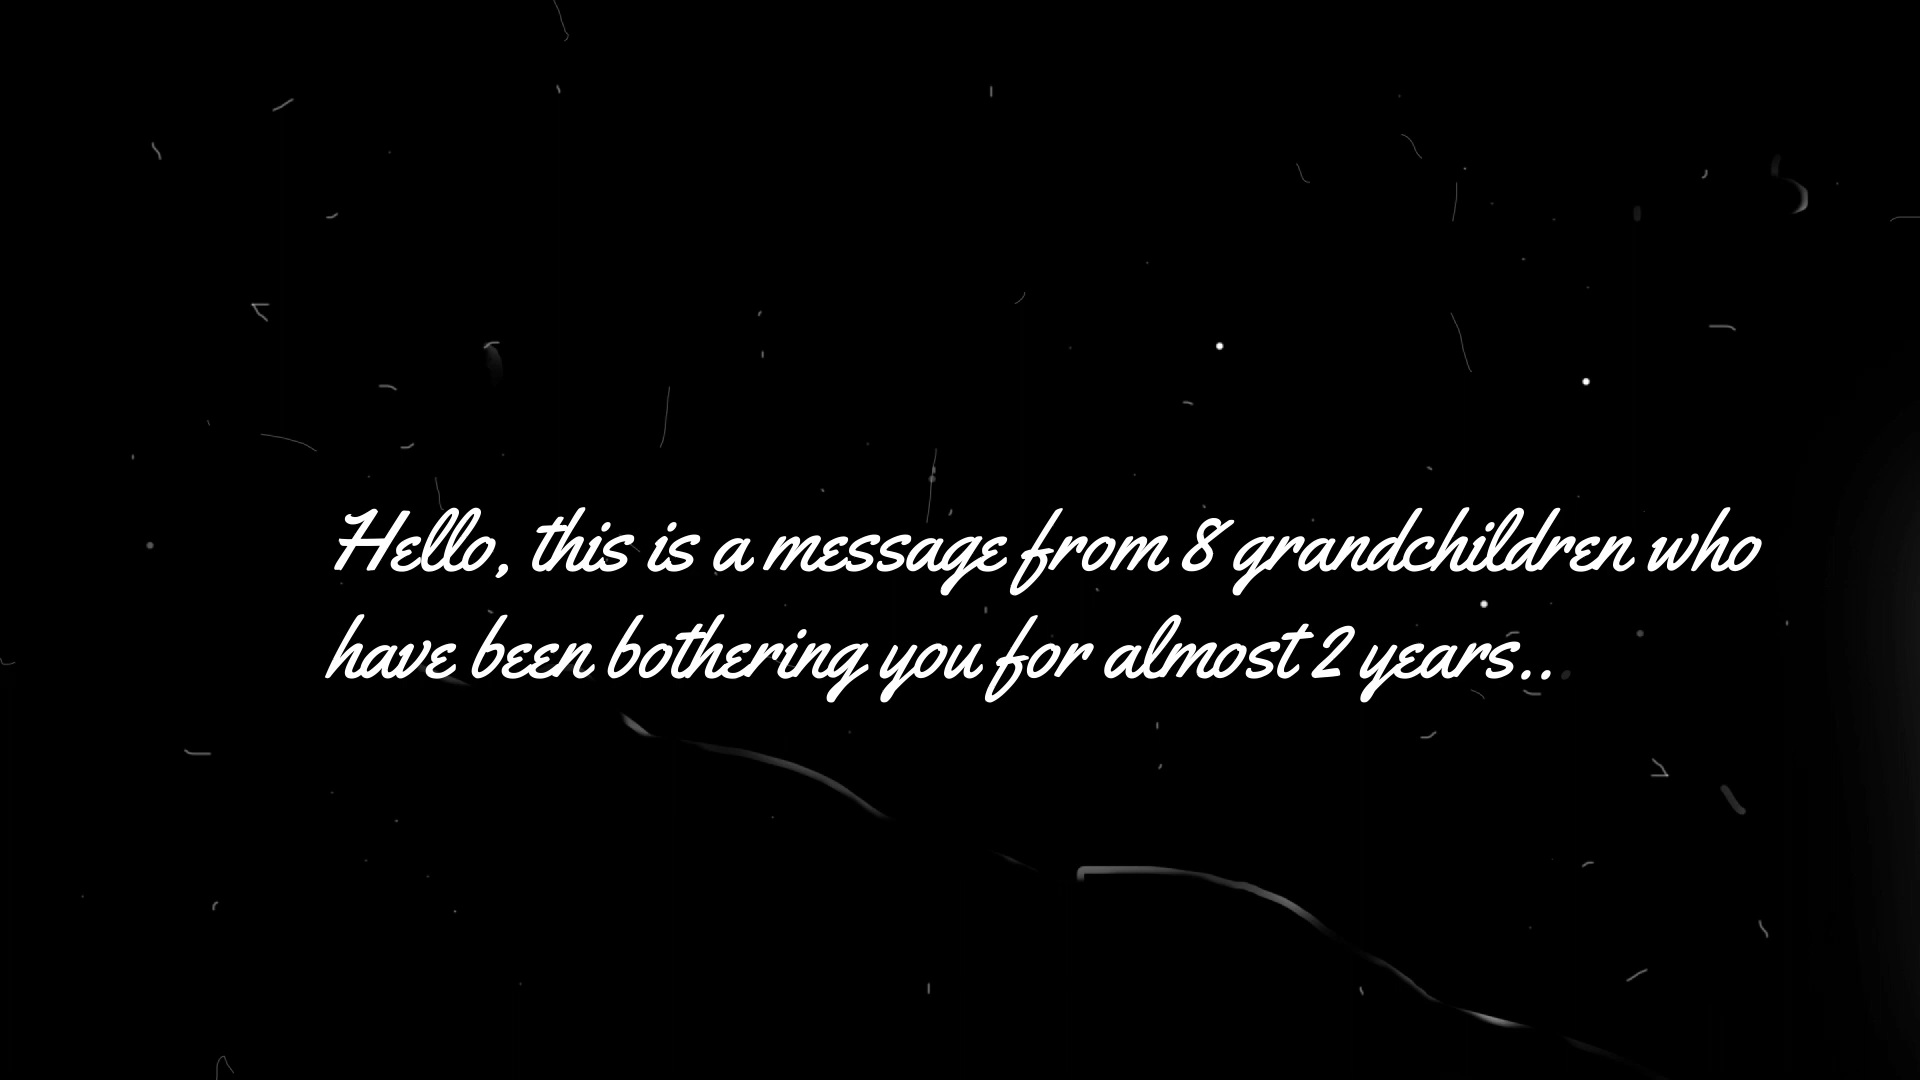 Hello, this is a message from 8 grandchildren who
have been bothering you for almost 2 years..